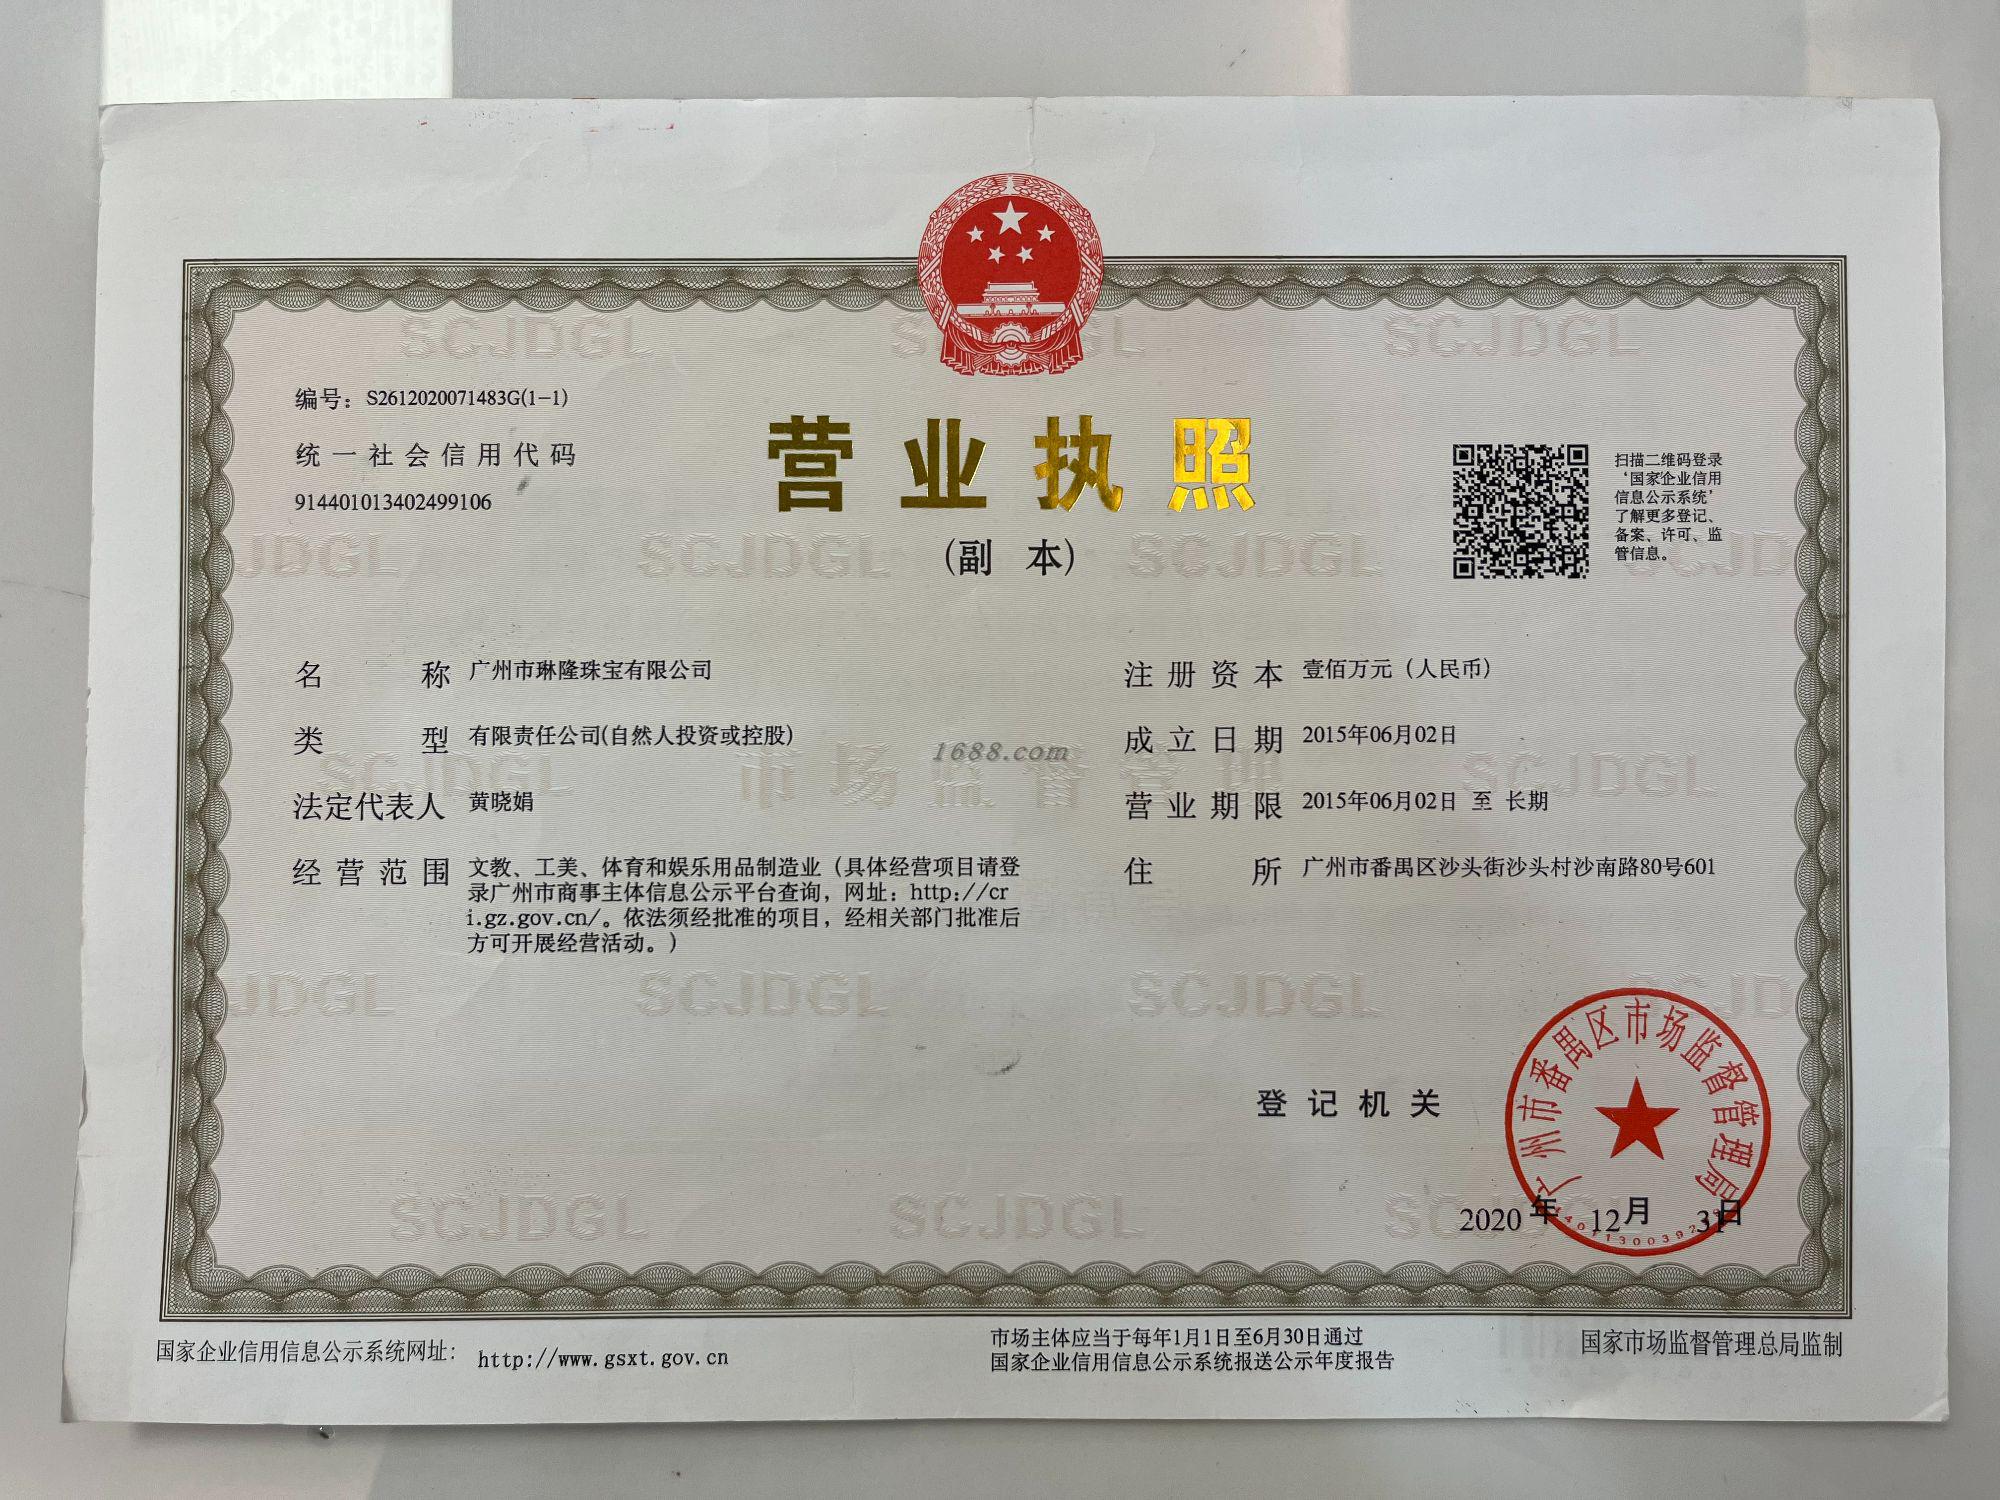 编号：S2612020071483G(1-1)
统一社会信用代码
914401013402499106
营业执照
(副 本)
扫描二维码登录
‘国家企业信用
信息公示系统’
了解更多登记、
备案、许可、监
管信息。
名称 广州市琳隆珠宝有限公司
类型 有限责任公司(自然人投资或控股)
法定代表人 黄晓娟
经营范围 文教、工美、体育和娱乐用品制造业（具体经营项目请登
录广州市商事主体信息公示平台查询，网址：http://cr
i.gz.gov.cn/。依法须经批准的项目，经相关部门批准后
方可开展经营活动。）
注册资本 壹佰万元（人民币）
成立日期 2015年06月02日
营业期限 2015年06月02日 至 长期
住所 广州市番禺区沙头街沙头村沙南路80号601
1688.com
SCJDGL
市场监督管理
登记机关
广州市番禺区市场监督管理局
2020 年 12 月 3 日
国家企业信用信息公示系统网址： http://www.gsxt.gov.cn
市场主体应当于每年1月1日至6月30日通过
国家企业信用信息公示系统报送公示年度报告
国家市场监督管理总局监制